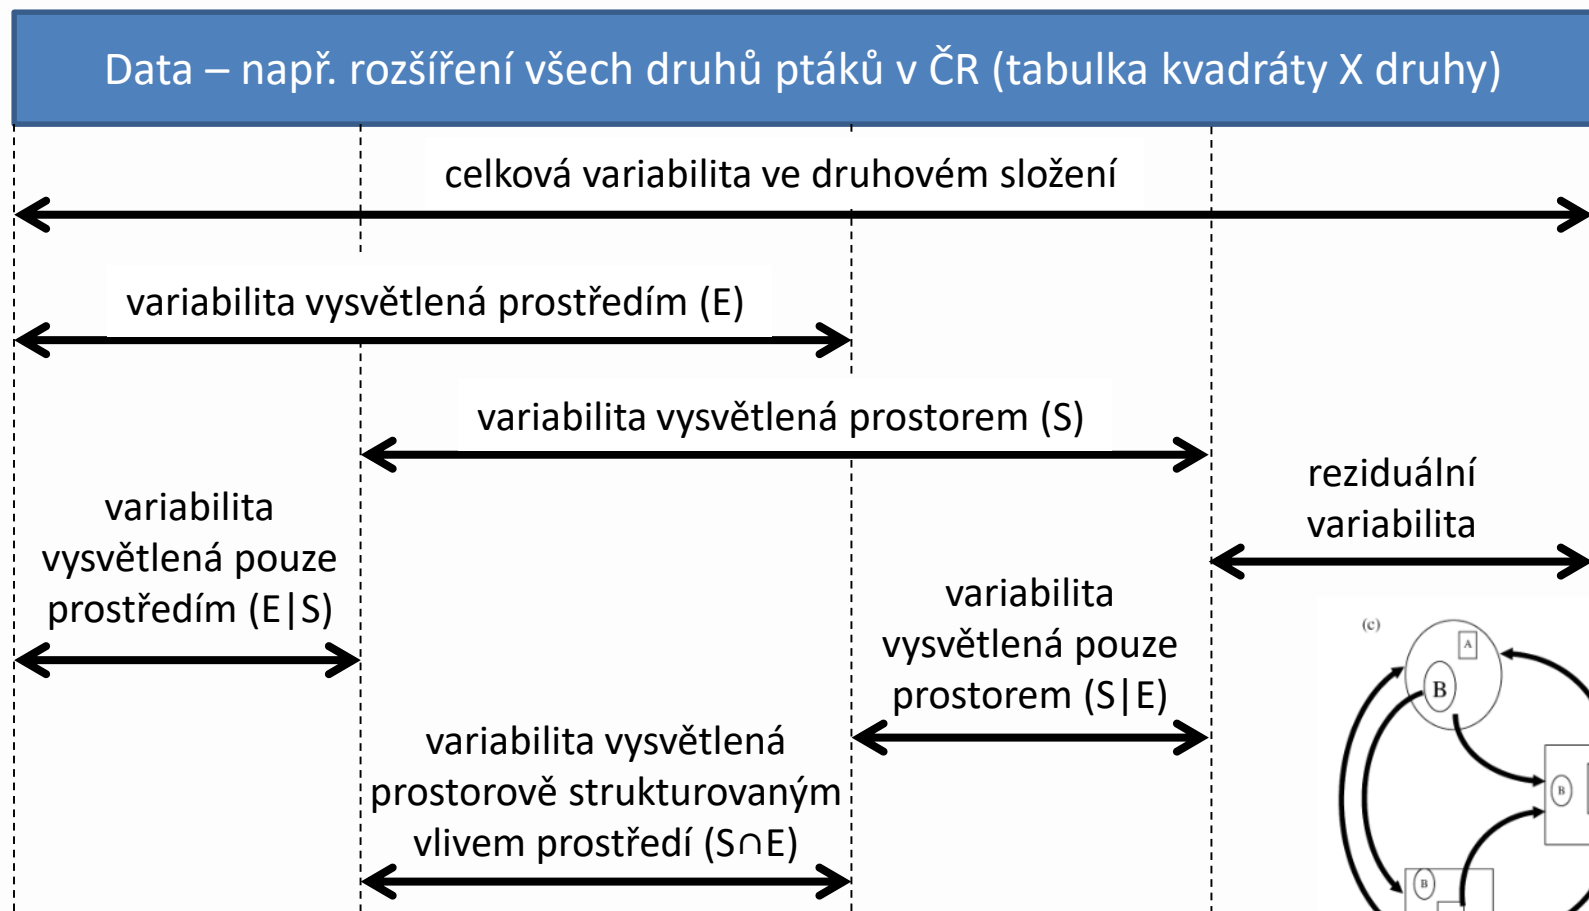 Data – např. rozšíření všech druhů ptáků v ČR (tabulka kvadráty X druhy)
celková variabilita ve druhovém složení
variabilita vysvětlená prostředím (E)
variabilita vysvětlená prostorem (S)
reziduální
variabilita
variabilita
vysvětlená pouze
prostředím (E|S)
variabilita
vysvětlená pouze
prostorem (S|E)
variabilita vysvětlená
prostorově strukturovaným
vlivem prostředí (S∩E)
(c)
A
B
B
B